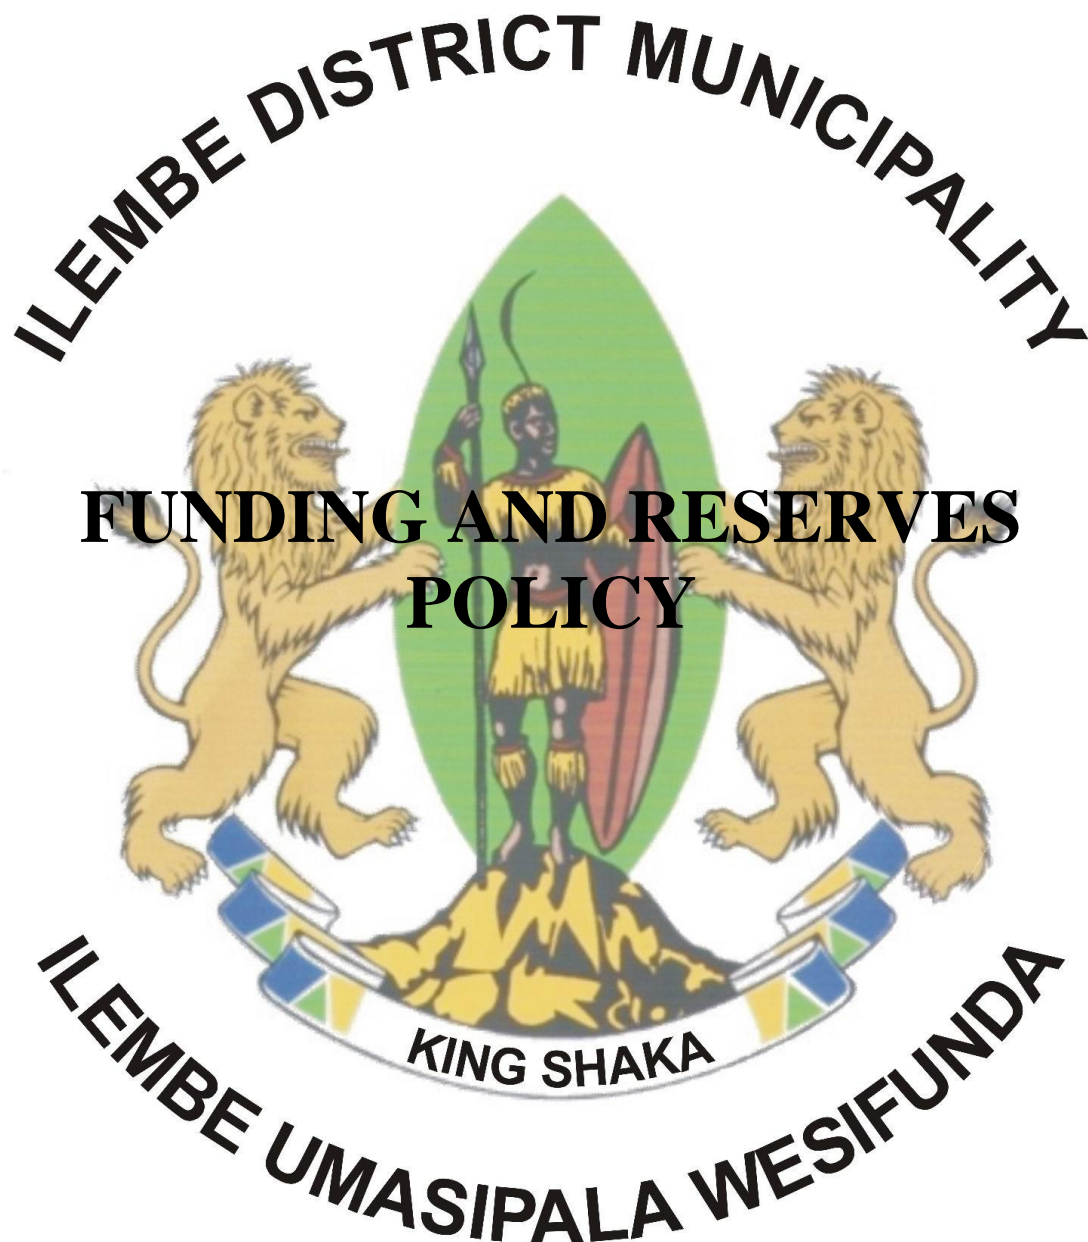 ILEMBE DISTRICT MUNICIPALITY
FUNDING AND RESERVES
POLICY
KING SHAKA
ILEMBE UMASIPALA WESIFUNDA